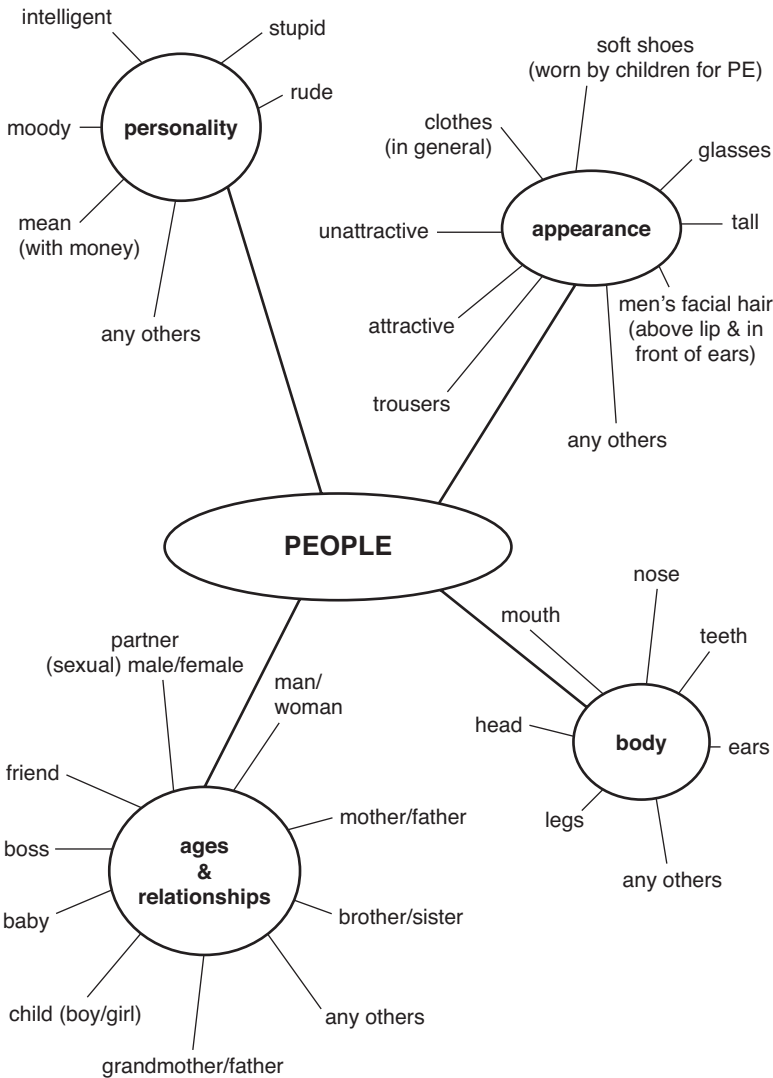 intelligent
stupid
rude
personality
moody
mean
(with money)
any others
soft shoes
(worn by children for PE)
clothes
(in general)
glasses
unattractive
appearance
tall
attractive
men’s facial hair
(above lip & in
front of ears)
trousers
any others
PEOPLE
partner
(sexual) male/female
man/
woman
friend
mother/father
boss
ages
&
relationships
baby
brother/sister
child (boy/girl)
any others
grandmother/father
nose
mouth
teeth
head
body
ears
legs
any others